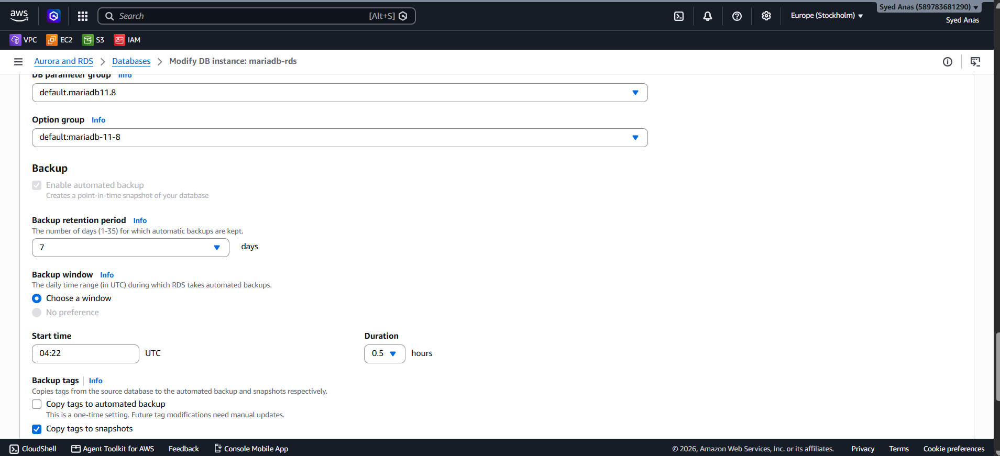 aws
Search
[Alt+S]
Europe (Stockholm)
Syed Anas (589783681290)
Syed Anas
VPC
EC2
S3
IAM
Aurora and RDS
Databases
Modify DB instance: mariadb-rds
DB parameter group Info
default.mariadb11.8
Option group Info
default:mariadb-11-8
Backup
Enable automated backup
Creates a point-in-time snapshot of your database
Backup retention period Info
The number of days (1-35) for which automatic backups are kept.
7 days
Backup window Info
The daily time range (in UTC) during which RDS takes automated backups.
Choose a window
No preference
Start time
04:22 UTC
Duration
0.5 hours
Backup tags Info
Copies tags from the source database to the automated backup and snapshots respectively.
Copy tags to automated backup
This is a one-time setting. Future tag modifications need manual updates.
Copy tags to snapshots
CloudShell
Agent Toolkit for AWS
Feedback
Console Mobile App
© 2026, Amazon Web Services, Inc. or its affiliates.
Privacy
Terms
Cookie preferences